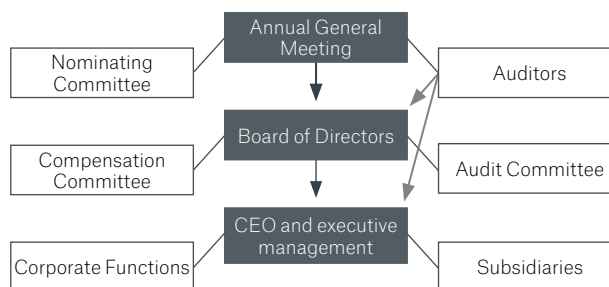 Annual General
Meeting
Nominating
Committee
Auditors
Board of Directors
Compensation
Committee
Audit Committee
CEO and executive
management
Corporate Functions
Subsidiaries